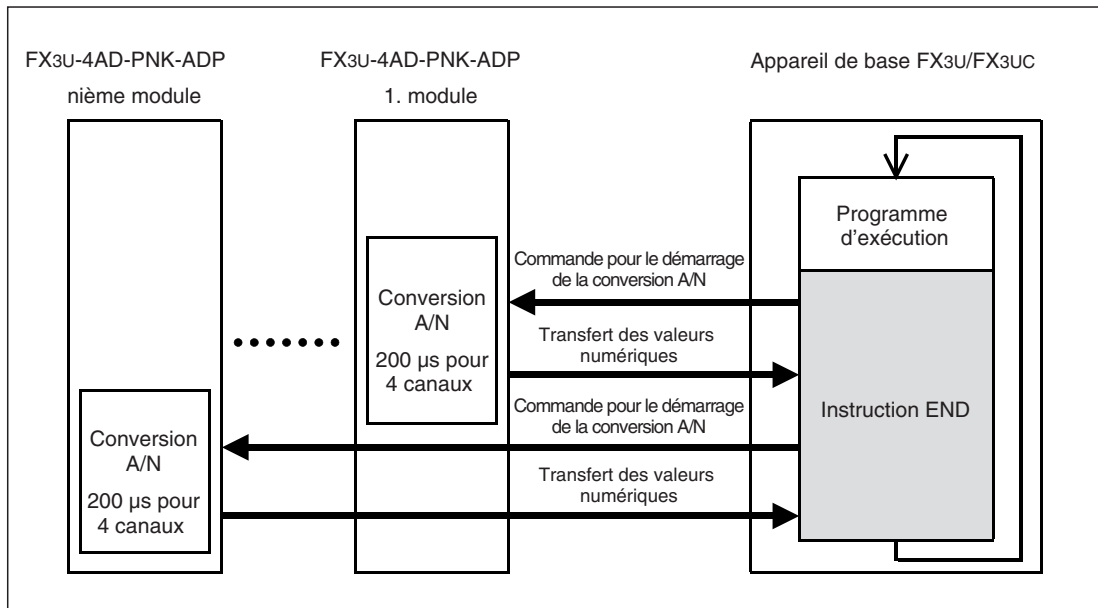 FX3U-4AD-PNK-ADP
nième module
FX3U-4AD-PNK-ADP
1. module
Appareil de base FX3U/FX3UC
Programme
d’exécution
Commande pour le démarrage
de la conversion A/N
Conversion
A/N
200 µs pour
4 canaux
Transfert des valeurs
numériques
Instruction END
Commande pour le démarrage
de la conversion A/N
Conversion
A/N
200 µs pour
4 canaux
Transfert des valeurs
numériques